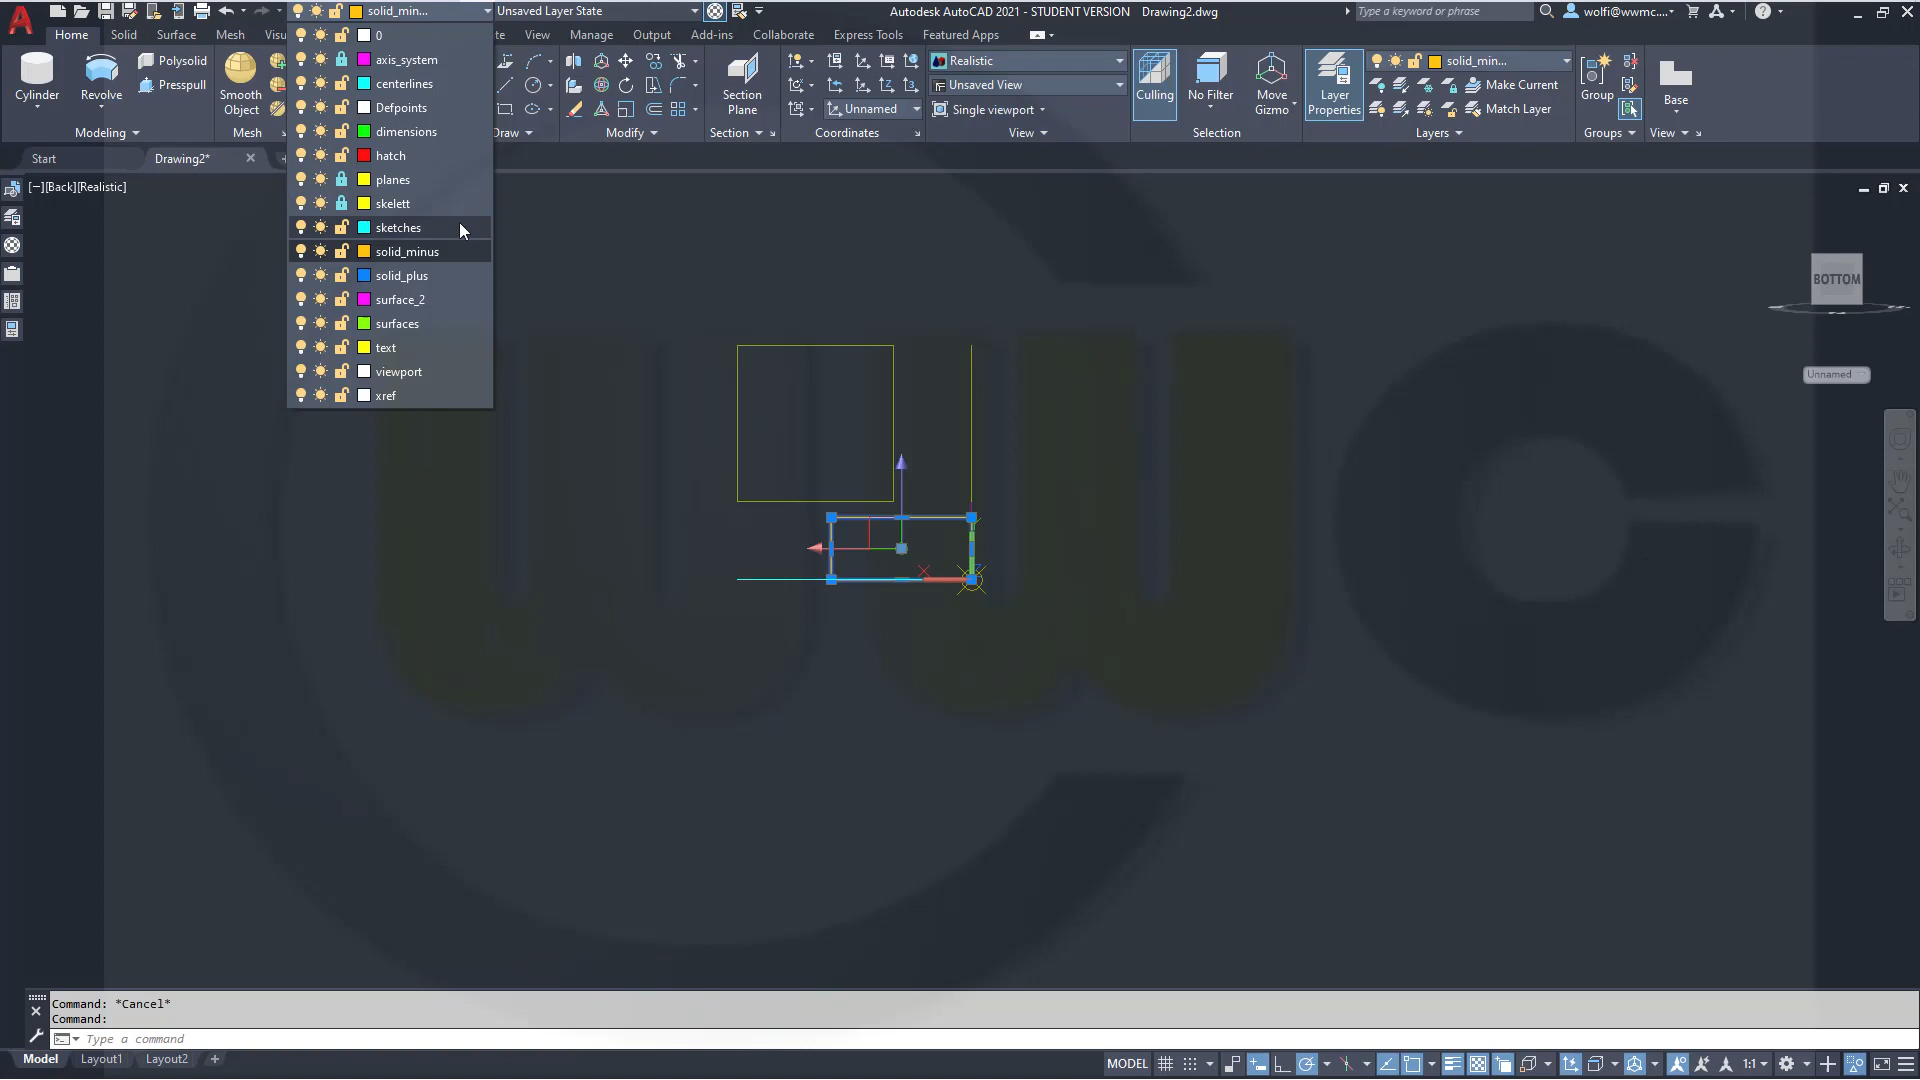 solid_min...
Unsaved Layer State
Autodesk AutoCAD 2021 - STUDENT VERSION Drawing2.dwg
Type a keyword or phrase
wolfi@wwmc....
Home
Solid
Surface
Mesh
View
Manage
Output
Add-ins
Collaborate
Express Tools
Featured Apps
0
axis_system
centerlines
Defpoints
dimensions
hatch
planes
skelett
sketches
solid_minus
solid_plus
surface_2
surfaces
text
viewport
xref
Cylinder
Revolve
Polysolid
Presspull
Modeling
Smooth
Object
Mesh
Draw
Modify
Section
Plane
Section
Unnamed
Coordinates
Realistic
Unsaved View
Single viewport
View
Culling
No Filter
Move
Gizmo
Selection
Layer
Properties
solid_min...
Make Current
Match Layer
Layers
Group
Groups
Base
View
Start
Drawing2*
[−][Back][Realistic]
BOTTOM
Unnamed
Command: *Cancel*
Command:
Type a command
Model
Layout1
Layout2
MODEL
1:1